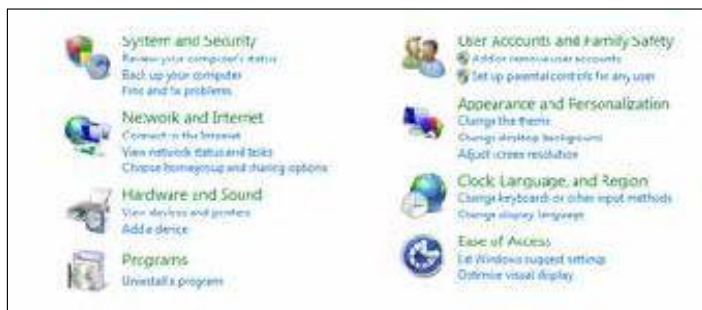 System and Security
Review your computer's status
Back up your computer
Find and fix problems
Network and Internet
Connect to the Internet
View network status and tasks
Choose homegroup and sharing options
Hardware and Sound
View devices and printers
Add a device
Programs
Uninstall a program
User Accounts and Family Safety
Add or remove user accounts
Set up parental controls for any user
Appearance and Personalization
Change the theme
Change desktop background
Adjust screen resolution
Clock, Language, and Region
Change keyboards or other input methods
Change display language
Ease of Access
Let Windows suggest settings
Optimize visual display